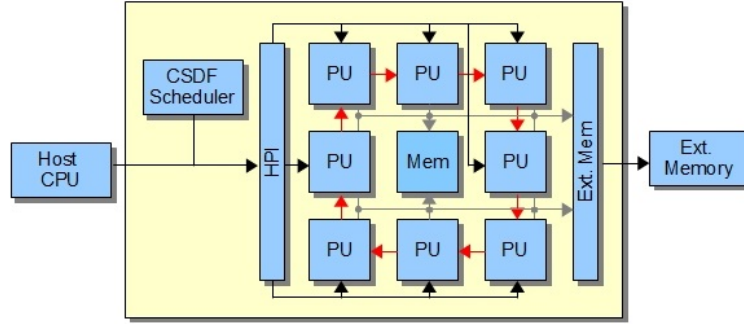 CSDF
Scheduler
Host
CPU
HPI
PU
PU
PU
PU
Mem
PU
PU
PU
PU
Ext. Mem
Ext.
Memory